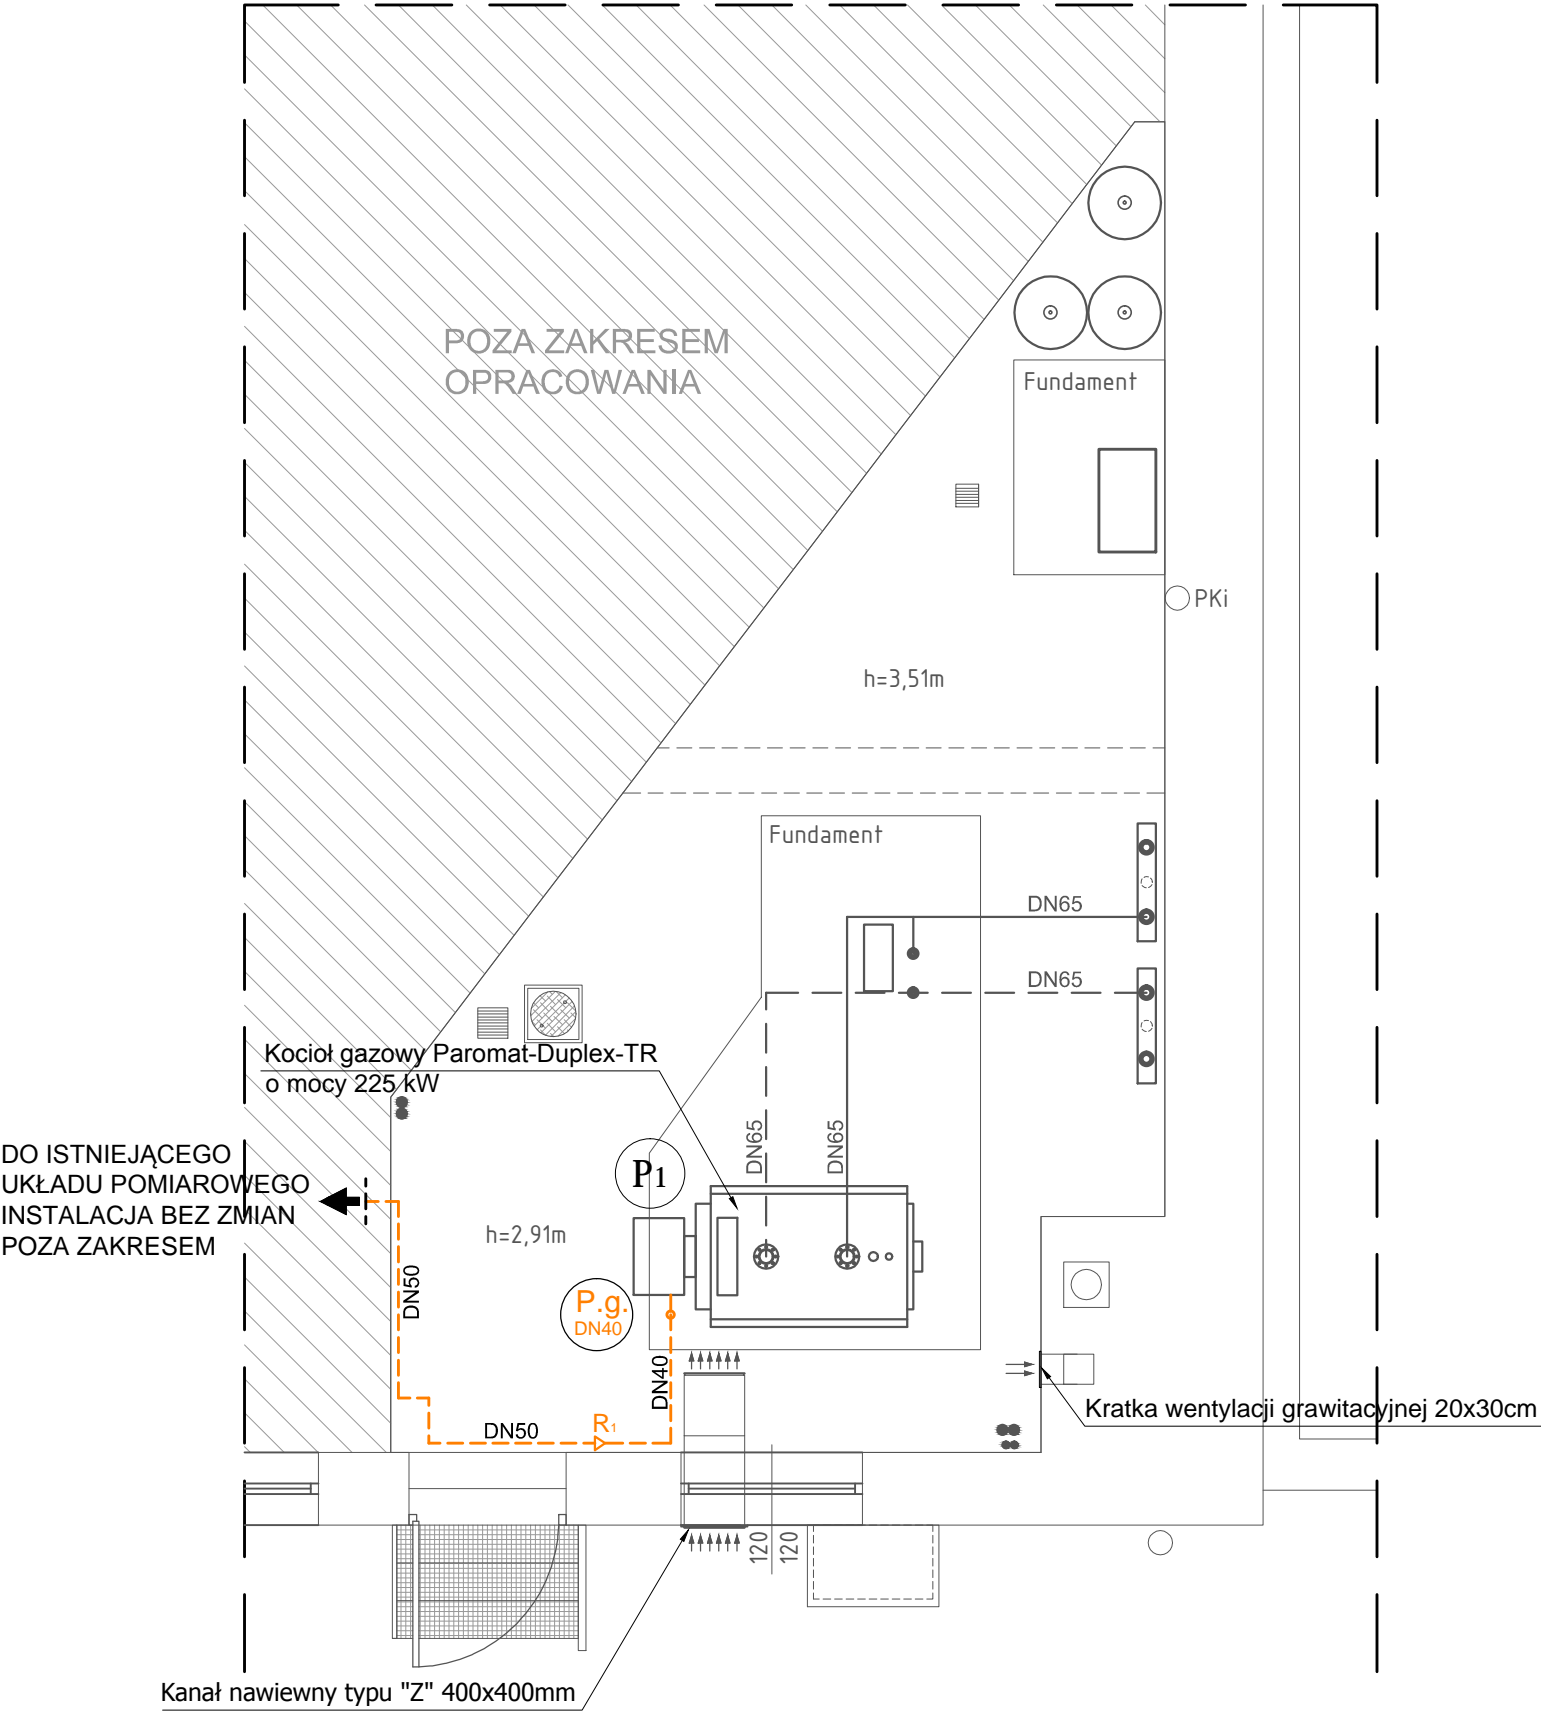 POZA ZAKRESEM
OPRACOWANIA
Fundament
PKi
h=3,51m
Fundament
DN65
DN65
Kocioł gazowy Paromat-Duplex-TR
o mocy 225 kW
DN65
DN65
P1
DO ISTNIEJĄCEGO
UKŁADU POMIAROWEGO
INSTALACJA BEZ ZMIAN
POZA ZAKRESEM
h=2,91m
DN50
P.g.
DN40
DN40
R1
DN50
Kratka wentylacji grawitacyjnej 20x30cm
120
120
Kanał nawiewny typu "Z" 400x400mm